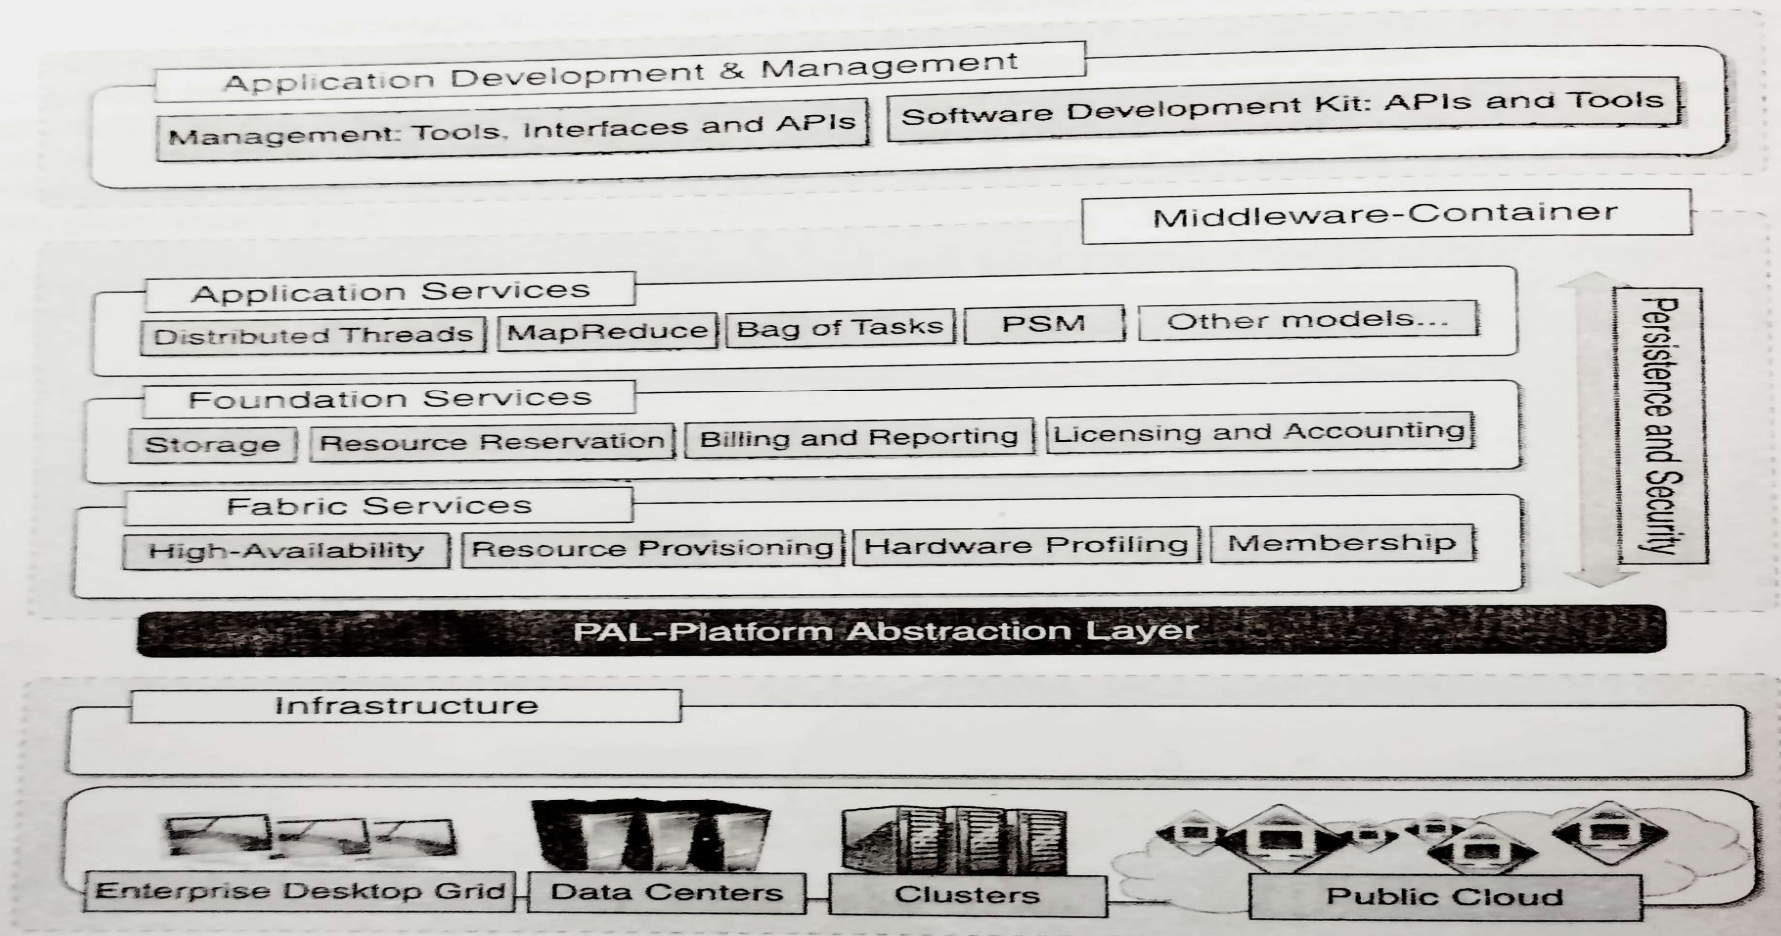 Application Development & Management
Management: Tools, Interfaces and APIs
Software Development Kit: APIs and Tools
Middleware-Container
Application Services
Distributed Threads
MapReduce
Bag of Tasks
PSM
Other models...
Foundation Services
Storage
Resource Reservation
Billing and Reporting
Licensing and Accounting
Fabric Services
High-Availability
Resource Provisioning
Hardware Profiling
Membership
Persistence and Security
PAL-Platform Abstraction Layer
Infrastructure
Enterprise Desktop Grid
Data Centers
Clusters
Public Cloud